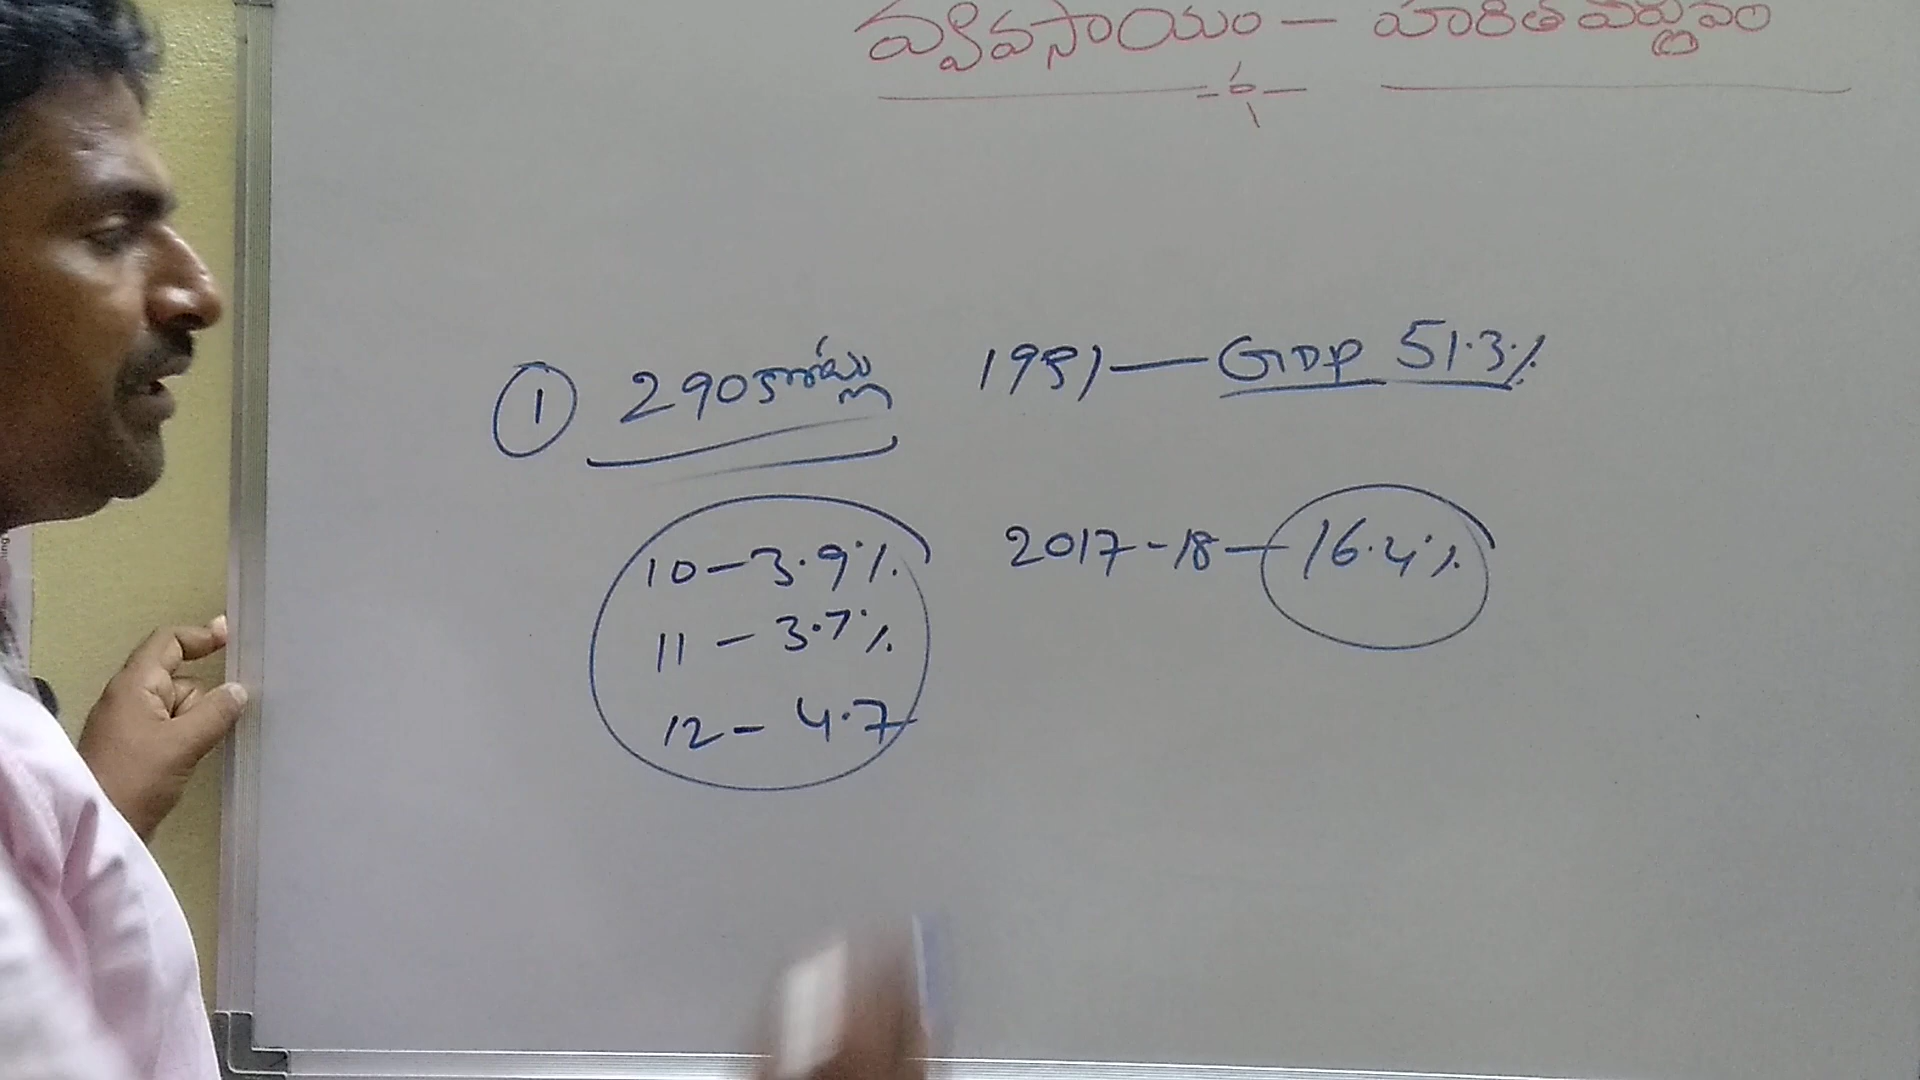 వ్యవసాయం - హరిత విప్లవం
① 290 కోట్లు 1951 — GDP 51.3%
10 - 3.9% 2017-18 — 16.4%
11 - 3.7%
12 - 4.7